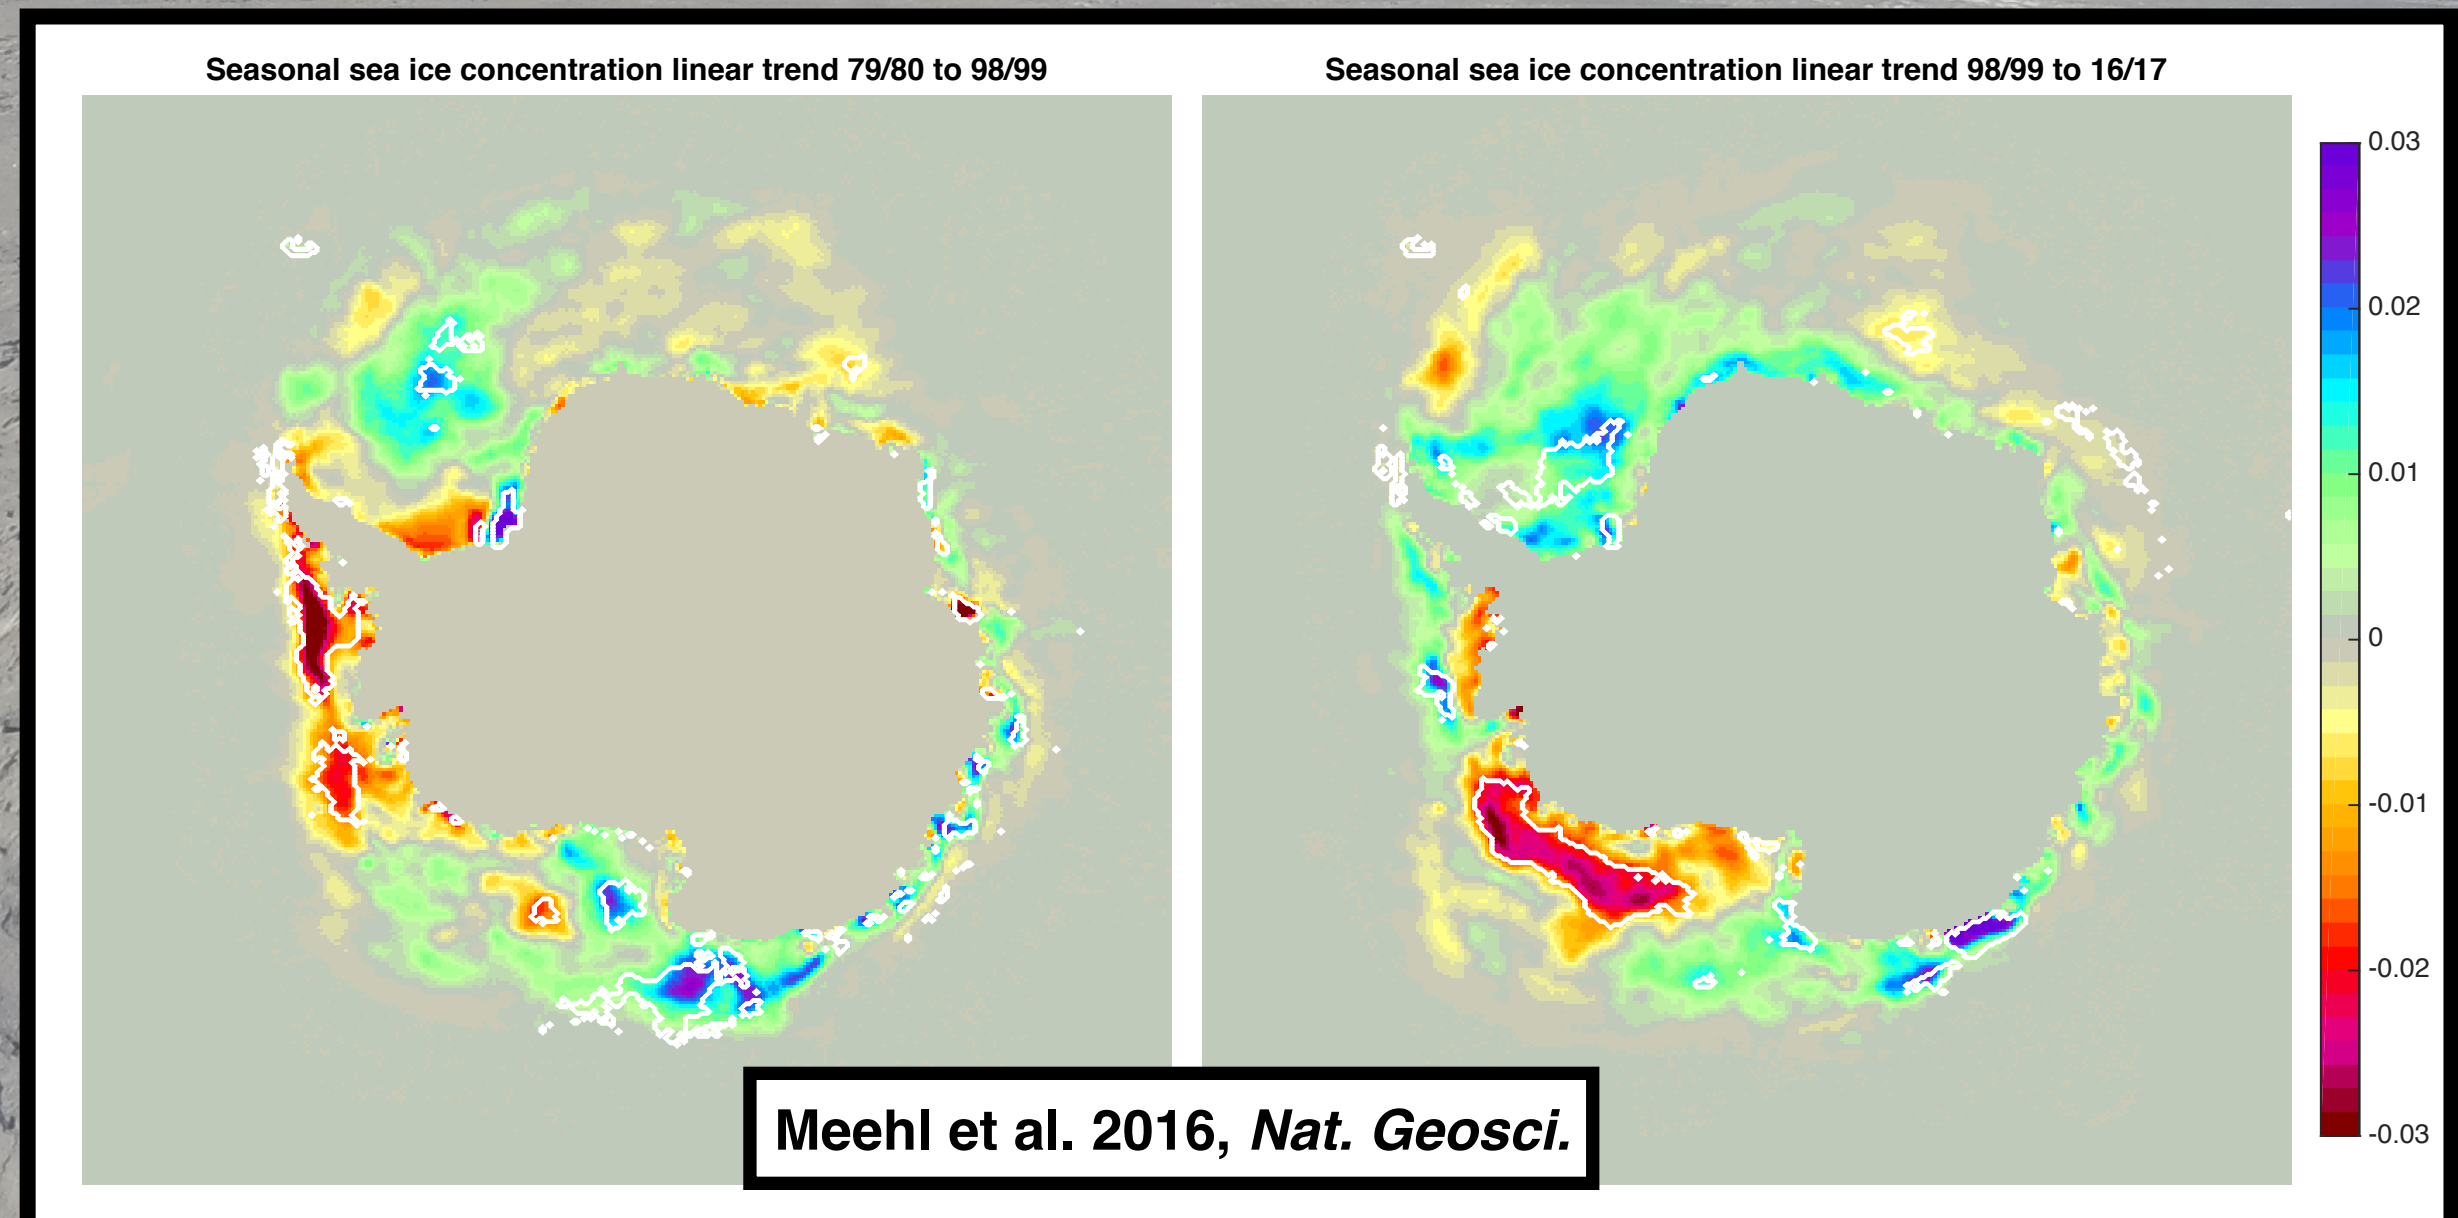 Seasonal sea ice concentration linear trend 79/80 to 98/99
Seasonal sea ice concentration linear trend 98/99 to 16/17
0.03
0.02
0.01
0
-0.01
-0.02
-0.03
Meehl et al. 2016, Nat. Geosci.